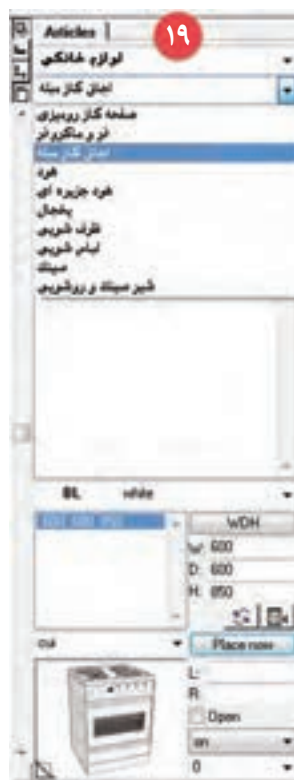 ۱۹
Articles
لوازم خانگی
اجاق گاز مبله
صفحه گاز رومیزی
فر و ماکروفر
اجاق گاز مبله
هود
هود جزیره ای
یخچال
ظرف شویی
لباس شویی
سینک
شیر سینک و روشویی
BL white
600 600 850
WDH
W: 600
D: 600
H: 850
cui
Place now
L:
R:
Open
on
0